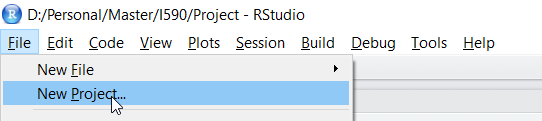 R D:/Personal/Master/I590/Project - RStudio
File Edit Code View Plots Session Build Debug Tools Help
New File
New Project...